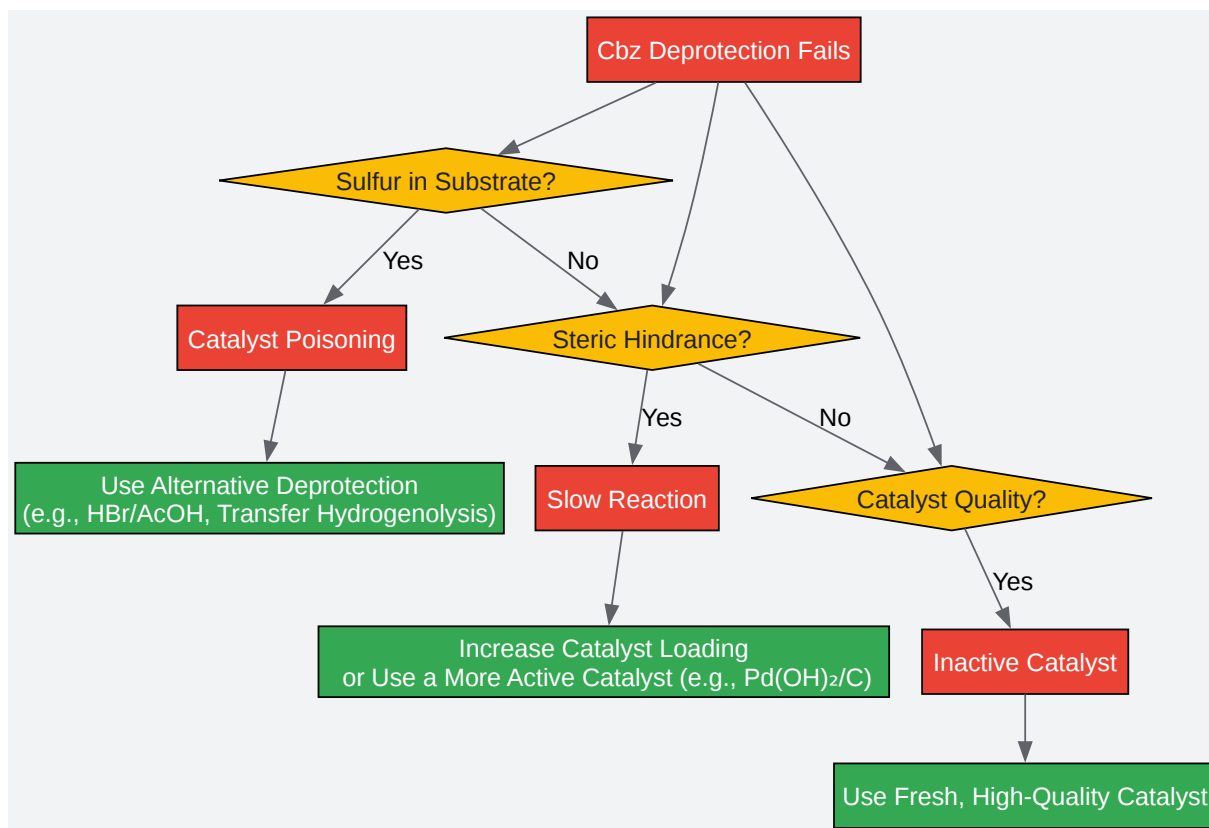 Cbz Deprotection Fails
Sulfur in Substrate?
Yes
No
Catalyst Poisoning
Steric Hindrance?
Yes
No
Use Alternative Deprotection
(e.g., HBr/AcOH, Transfer Hydrogenolysis)
Slow Reaction
Catalyst Quality?
Yes
Increase Catalyst Loading
or Use a More Active Catalyst (e.g., Pd(OH)₂/C)
Inactive Catalyst
Use Fresh, High-Quality Catalyst